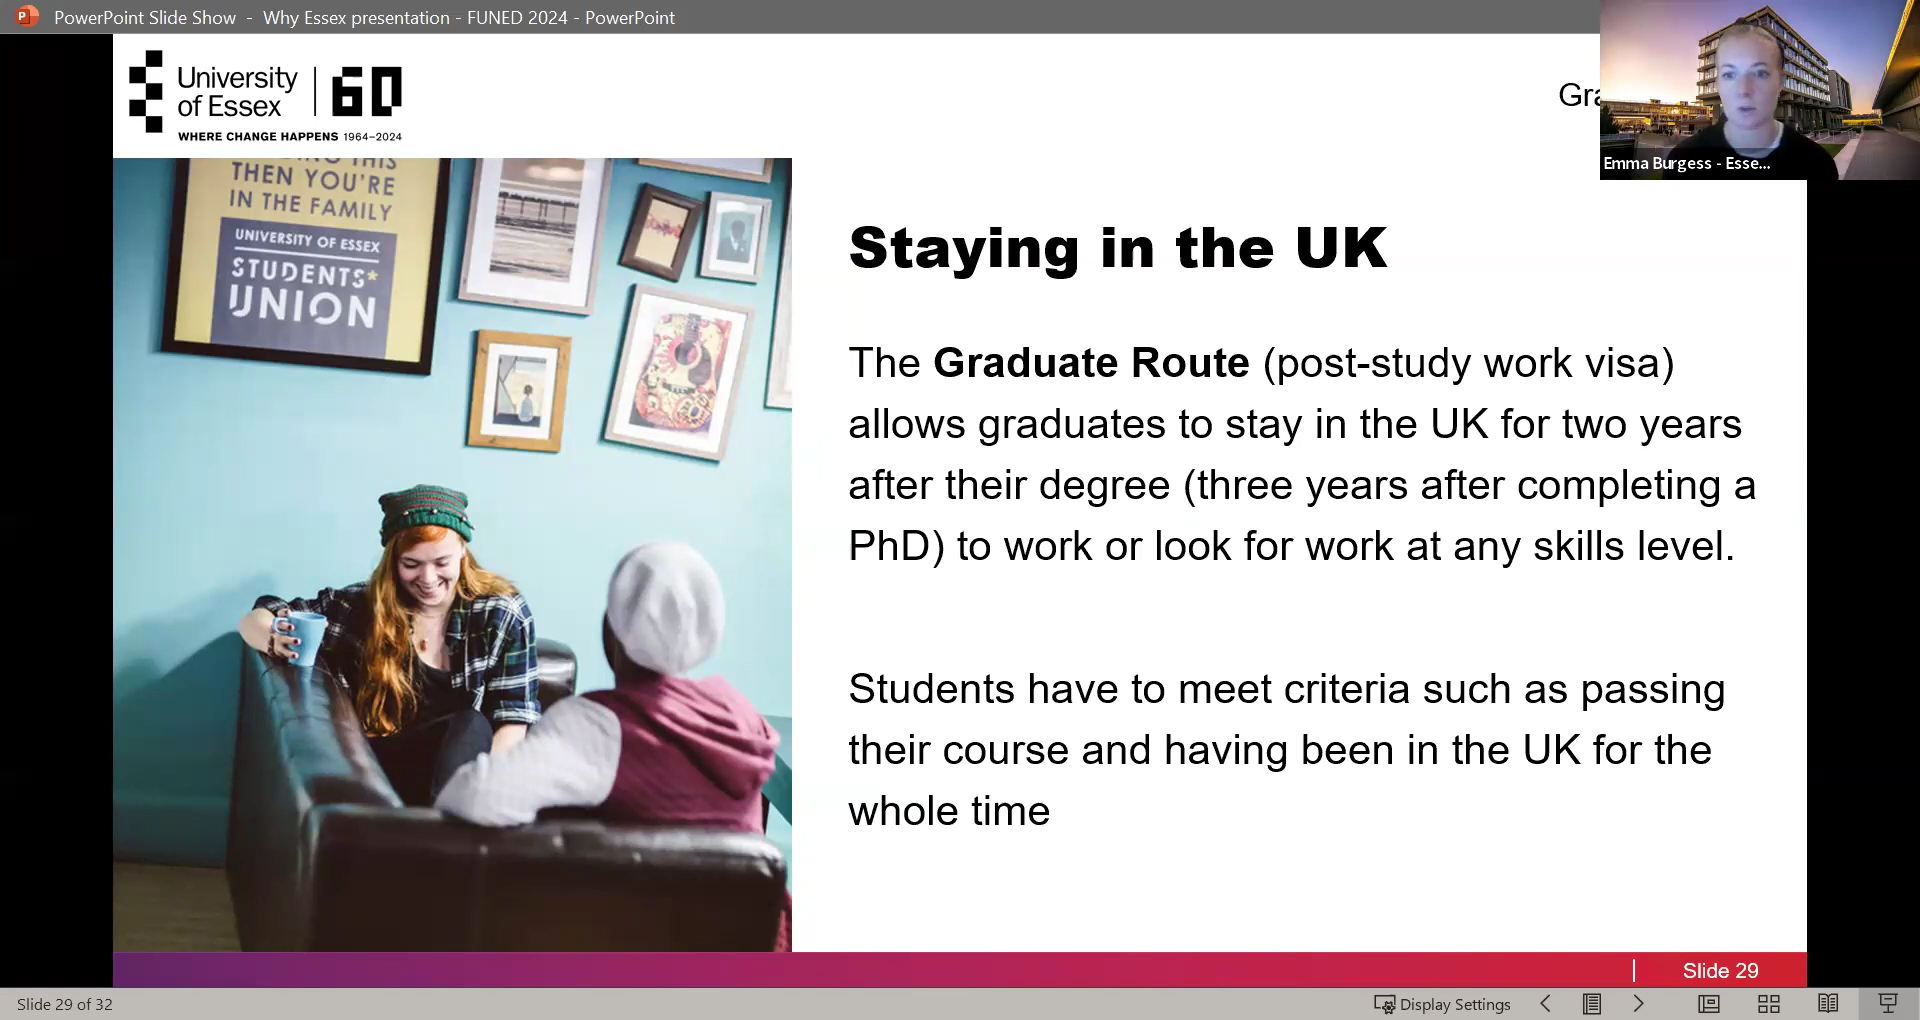 PowerPoint Slide Show - Why Essex presentation - FUNED 2024 - PowerPoint
University
of Essex
60
WHERE CHANGE HAPPENS 1964–2024
Gra
Emma Burgess - Esse...
THIS
THEN YOU'RE
IN THE FAMILY
UNIVERSITY OF ESSEX
STUDENTS*
UNION
Staying in the UK
The Graduate Route (post-study work visa)
allows graduates to stay in the UK for two years
after their degree (three years after completing a
PhD) to work or look for work at any skills level.
Students have to meet criteria such as passing
their course and having been in the UK for the
whole time
Slide 29
Slide 29 of 32
Display Settings